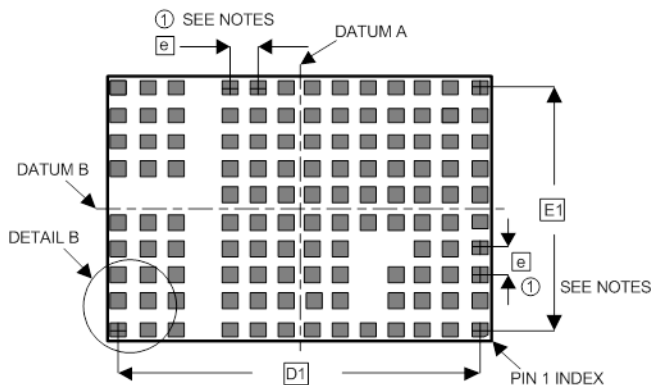 ① SEE NOTES
e
DATUM A
DATUM B
E1
DETAIL B
e
①
SEE NOTES
D1
PIN 1 INDEX